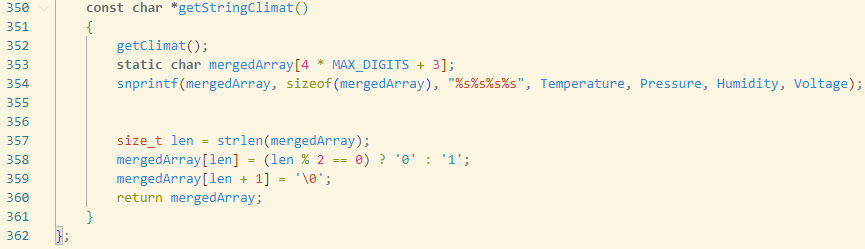 350 const char *getStringClimat()
351 {
352 getClimat();
353 static char mergedArray[4 * MAX_DIGITS + 3];
354 snprintf(mergedArray, sizeof(mergedArray), "%s%s%s%s", Temperature, Pressure, Humidity, Voltage);
355
356
357 size_t len = strlen(mergedArray);
358 mergedArray[len] = (len % 2 == 0) ? '0' : '1';
359 mergedArray[len + 1] = '\0';
360 return mergedArray;
361 }
362 };